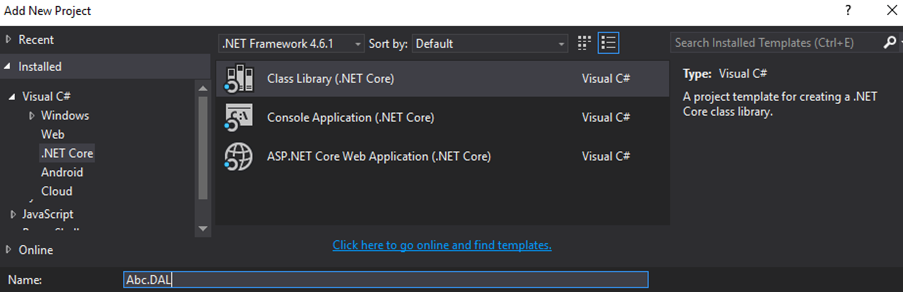 Add New Project ? ×
Recent
Installed
Visual C#
Windows
Web
.NET Core
Android
Cloud
JavaScript
Online
.NET Framework 4.6.1 Sort by: Default
Class Library (.NET Core) Visual C#
Console Application (.NET Core) Visual C#
ASP.NET Core Web Application (.NET Core) Visual C#
Click here to go online and find templates.
Search Installed Templates (Ctrl+E)
Type: Visual C#
A project template for creating a .NET
Core class library.
Name: Abc.DAL